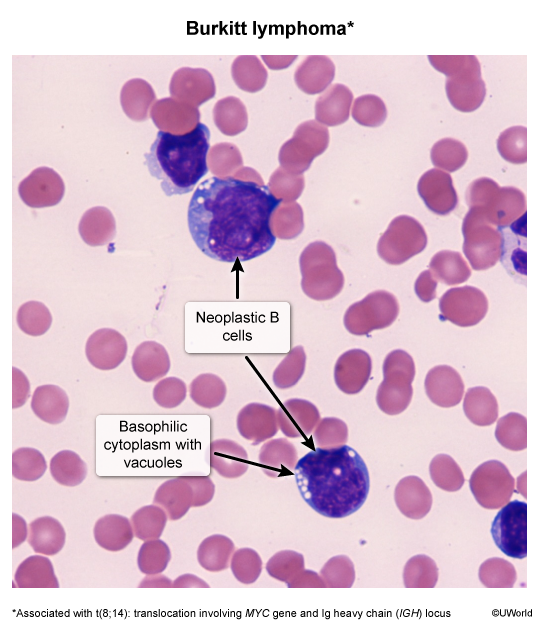 Burkitt lymphoma*
Neoplastic B
cells
Basophilic
cytoplasm with
vacuoles
*Associated with t(8;14): translocation involving MYC gene and Ig heavy chain (IGH) locus
©UWorld